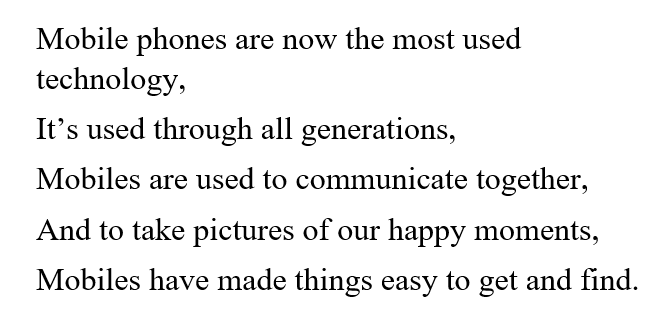 Mobile phones are now the most used
technology,
It’s used through all generations,
Mobiles are used to communicate together,
And to take pictures of our happy moments,
Mobiles have made things easy to get and find.